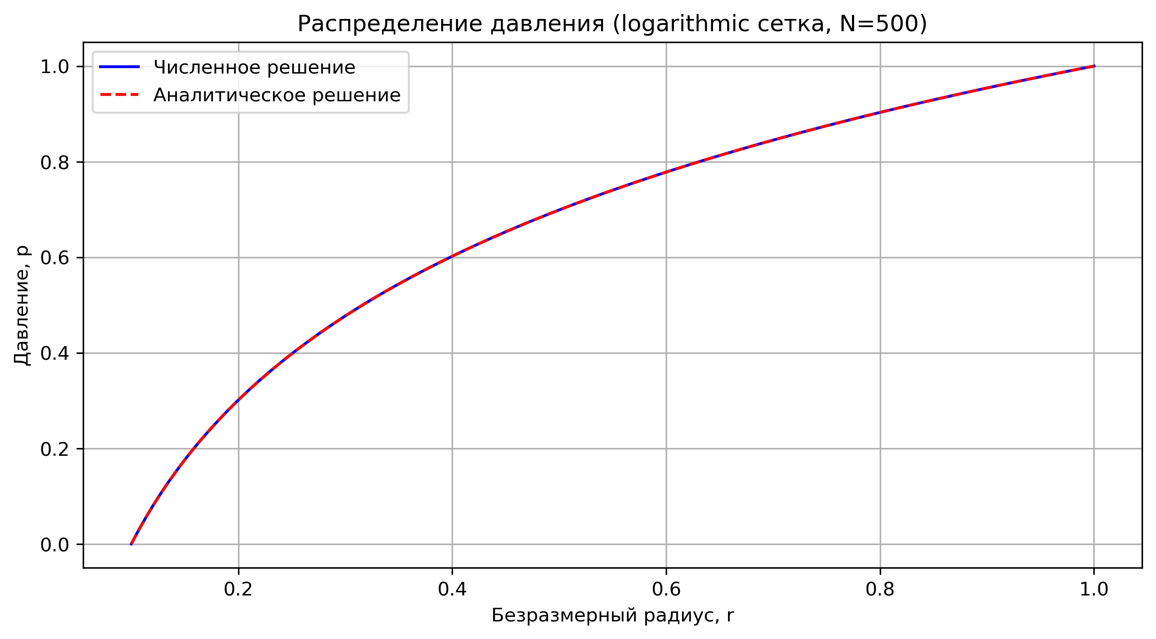 Распределение давления (logarithmic сетка, N=500)
Численное решение
Аналитическое решение
Давление, p
1.0
0.8
0.6
0.4
0.2
0.0
0.2
0.4
0.6
0.8
1.0
Безразмерный радиус, r